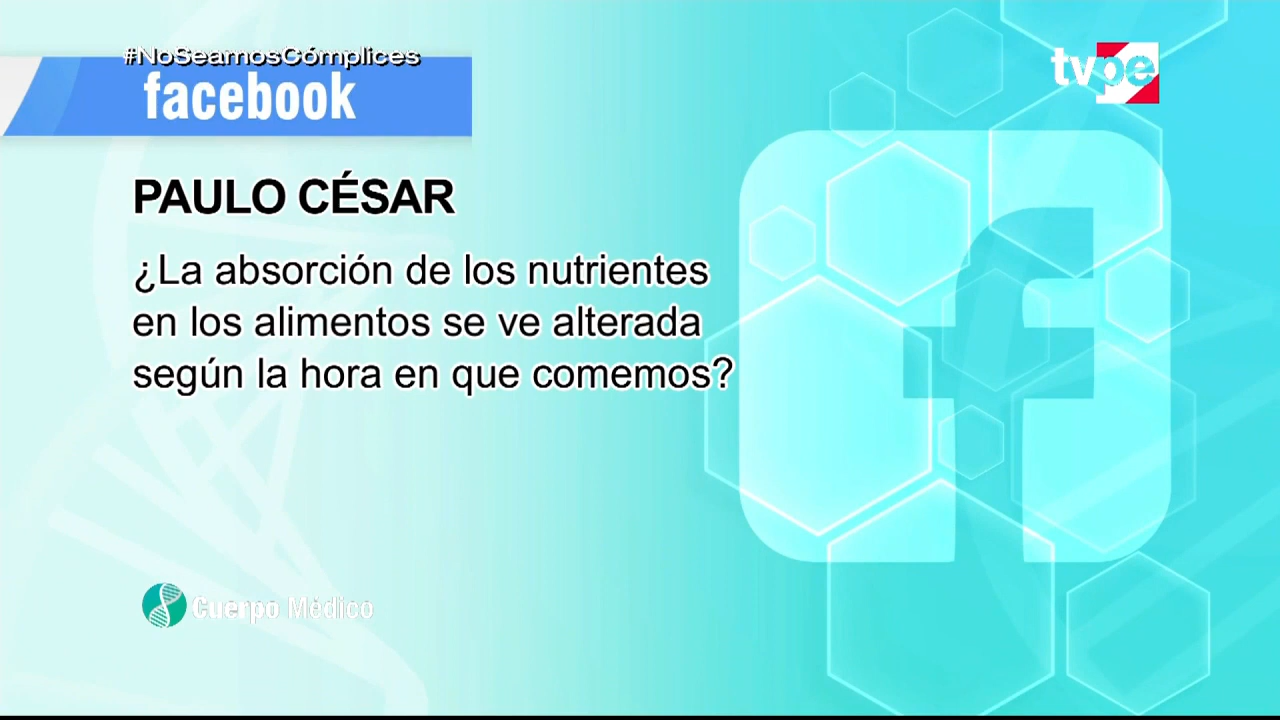 #NoSeamosCómplices
facebook
tvpe
PAULO CÉSAR
¿La absorción de los nutrientes
en los alimentos se ve alterada
según la hora en que comemos?
Cuerpo Médico